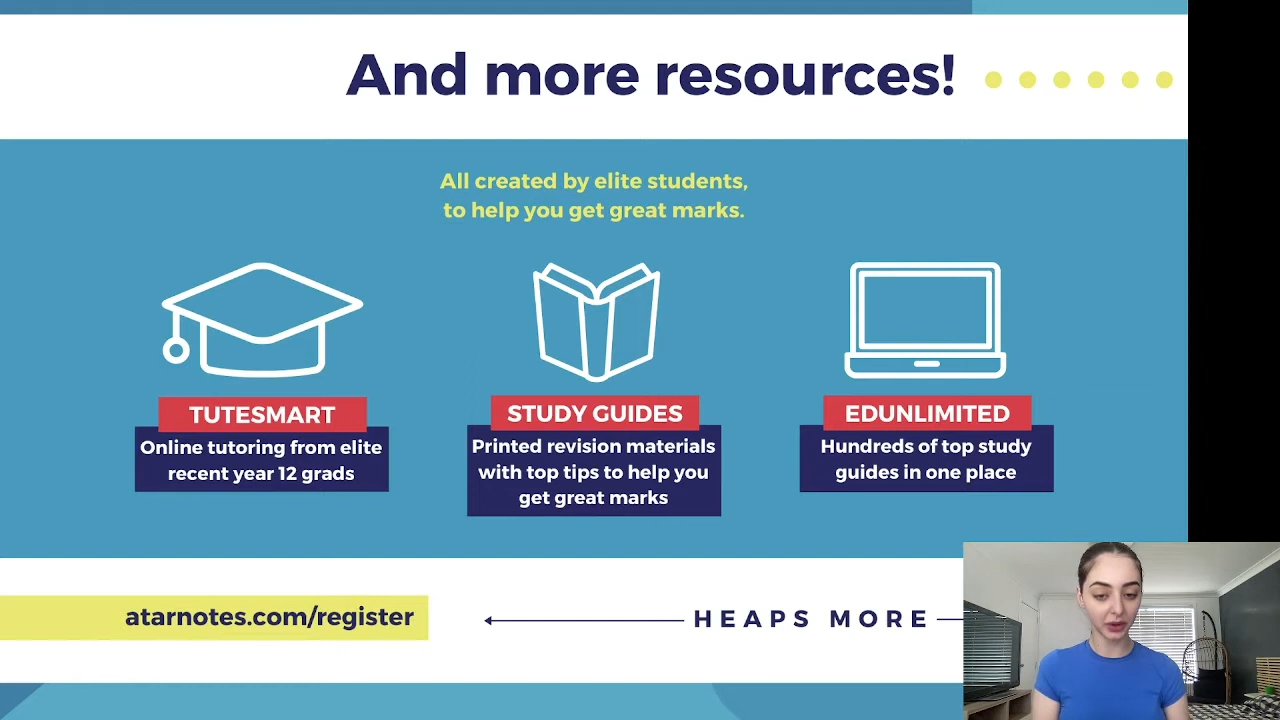 And more resources!
All created by elite students,
to help you get great marks.
TUTESMART
Online tutoring from elite
recent year 12 grads
STUDY GUIDES
Printed revision materials
with top tips to help you
get great marks
EDUNLIMITED
Hundreds of top study
guides in one place
atarnotes.com/register
HEAPS MORE